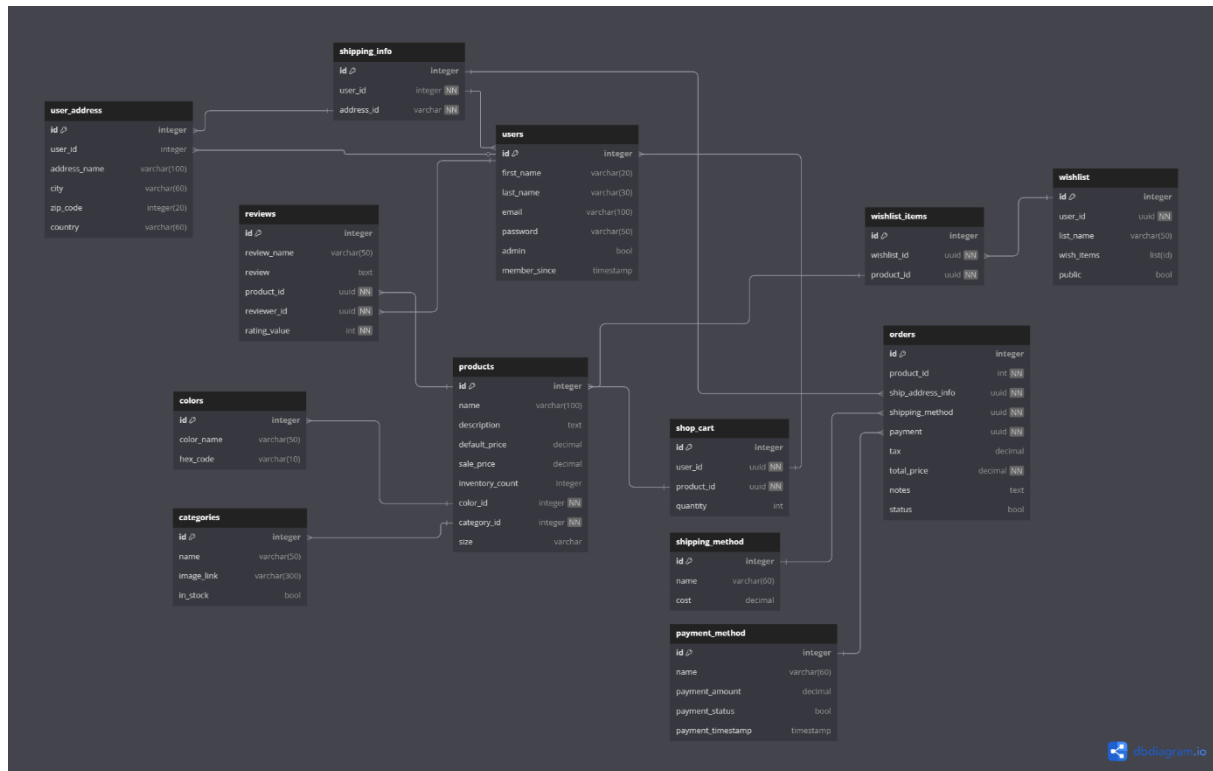 shipping_info
id integer
user_id integer NN
address_id varchar NN
user_address
id integer
user_id integer
address_name varchar(100)
city varchar(60)
zip_code integer(20)
country varchar(60)
users
id integer
first_name varchar(20)
last_name varchar(30)
email varchar(100)
password varchar(50)
admin bool
member_since timestamp
reviews
id integer
review_name varchar(50)
review text
product_id uuid NN
reviewer_id uuid NN
rating_value int NN
wishlist_items
id integer
wishlist_id uuid NN
product_id uuid NN
wishlist
id integer
user_id uuid NN
list_name varchar(50)
wish_items list(id)
public bool
orders
id integer
product_id int NN
ship_address_info uuid NN
shipping_method uuid NN
payment uuid NN
tax decimal
total_price decimal NN
notes text
status bool
products
id integer
name varchar(100)
description text
default_price decimal
sale_price decimal
inventory_count integer
color_id integer NN
category_id integer NN
size varchar
colors
id integer
color_name varchar(50)
hex_code varchar(10)
categories
id integer
name varchar(50)
image_link varchar(300)
in_stock bool
shop_cart
id integer
user_id uuid NN
product_id uuid NN
quantity int
shipping_method
id integer
name varchar(60)
cost decimal
payment_method
id integer
name varchar(60)
payment_amount decimal
payment_status bool
payment_timestamp timestamp
dbdiagram.io